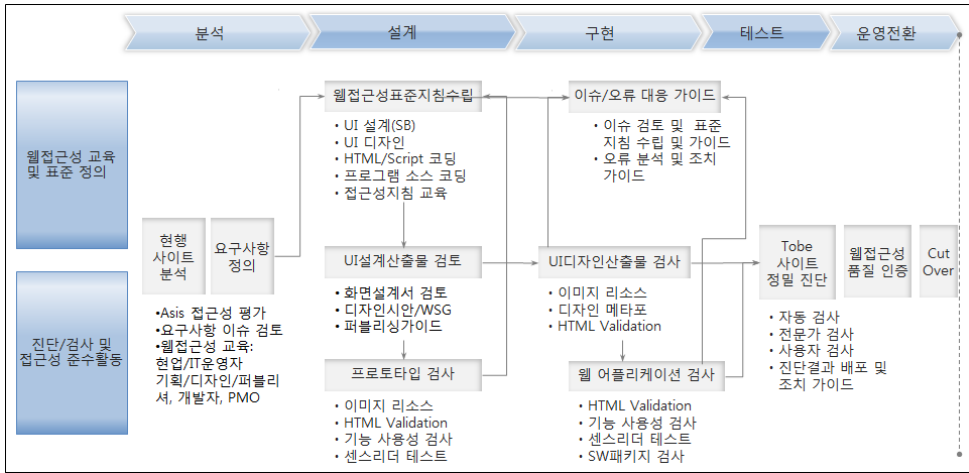 분석
설계
구현
테스트
운영전환
웹접근성 교육
및 표준 정의
진단/검사 및
접근성 준수활동
현행
사이트
분석
요구사항
정의
•Asis 접근성 평가
•요구사항 이슈 검토
•웹접근성 교육:
현업/IT운영자
기획/디자인/퍼블리
셔, 개발자, PMO
웹접근성표준지침수립
• UI 설계(SB)
• UI 디자인
• HTML/Script 코딩
• 프로그램 소스 코딩
• 접근성지침 교육
UI설계산출물 검토
• 화면설계서 검토
• 디자인시안/WSG
• 퍼블리싱가이드
프로토타입 검사
• 이미지 리소스
• HTML Validation
• 기능 사용성 검사
• 센스리더 테스트
이슈/오류 대응 가이드
• 이슈 검토 및 표준
지침 수립 및 가이드
• 오류 분석 및 조치
가이드
UI디자인산출물 검사
• 이미지 리소스
• 디자인 메타포
• HTML Validation
웹 어플리케이션 검사
• HTML Validation
• 기능 사용성 검사
• 센스리더 테스트
• SW패키지 검사
Tobe
사이트
정밀 진단
• 자동 검사
• 전문가 검사
• 사용자 검사
• 진단결과 배포 및
조치 가이드
웹접근성
품질 인증
Cut
Over